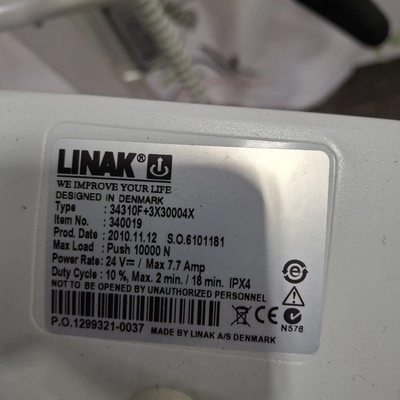 LINAK®
WE IMPROVE YOUR LIFE
DESIGNED IN DENMARK
Type : 34310F+3X30004X
Item No. : 340019
Prod. Date : 2010.11.12 S.O.6101181
Max Load : Push 10000 N
Power Rate: 24 V⎓ / Max 7.7 Amp
Duty Cycle : 10 %, Max. 2 min. / 18 min. IPX4
NOT TO BE OPENED BY UNAUTHORIZED PERSONNEL
P.O.1299321-0037 MADE BY LINAK A/S DENMARK
N576